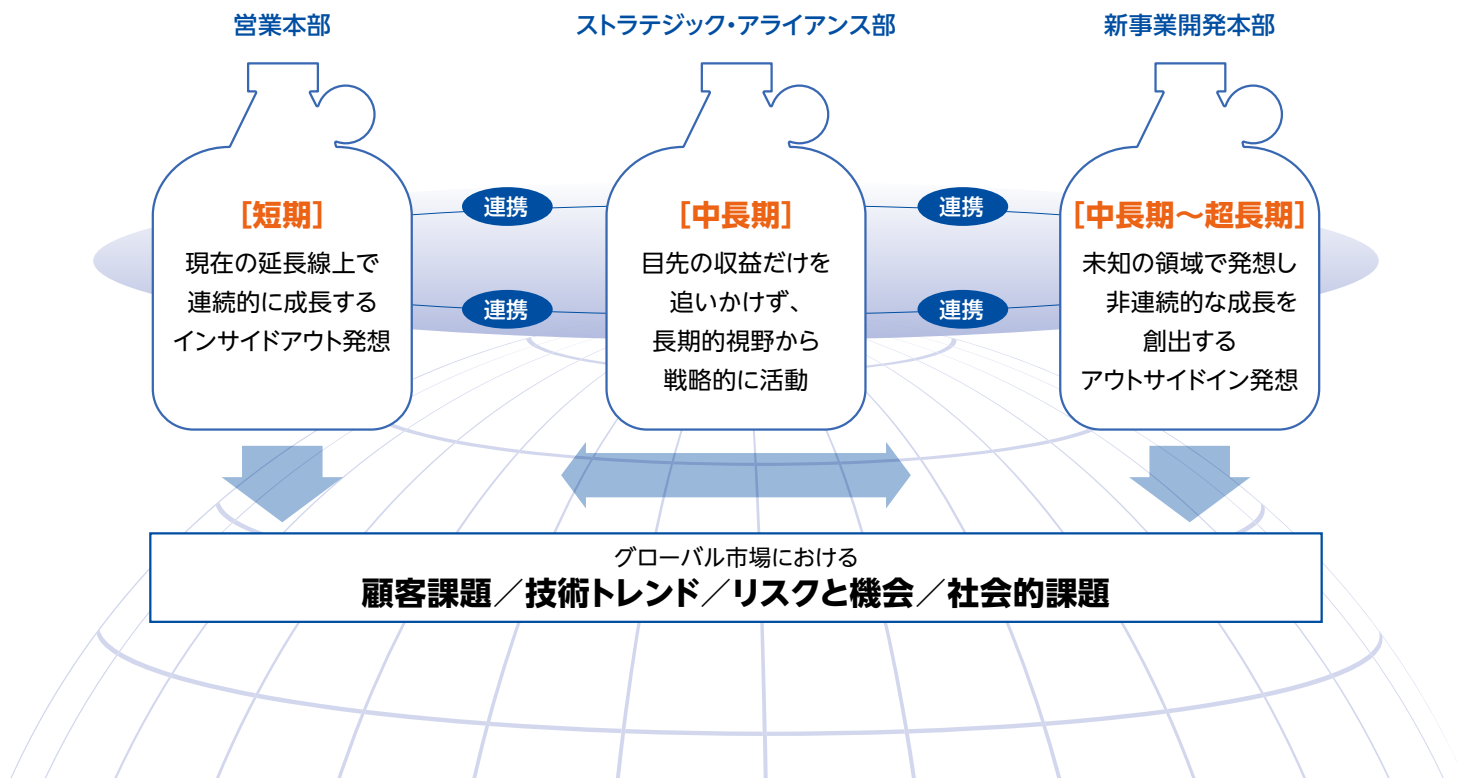 営業本部
ストラテジック・アライアンス部
新事業開発本部
[短期]
現在の延長線上で
連続的に成長する
インサイドアウト発想
連携
連携
[中長期]
目先の収益だけを
追いかけず、
長期的視野から
戦略的に活動
連携
連携
[中長期〜超長期]
未知の領域で発想し
非連続的な成長を
創出する
アウトサイドイン発想
グローバル市場における
顧客課題／技術トレンド／リスクと機会／社会的課題